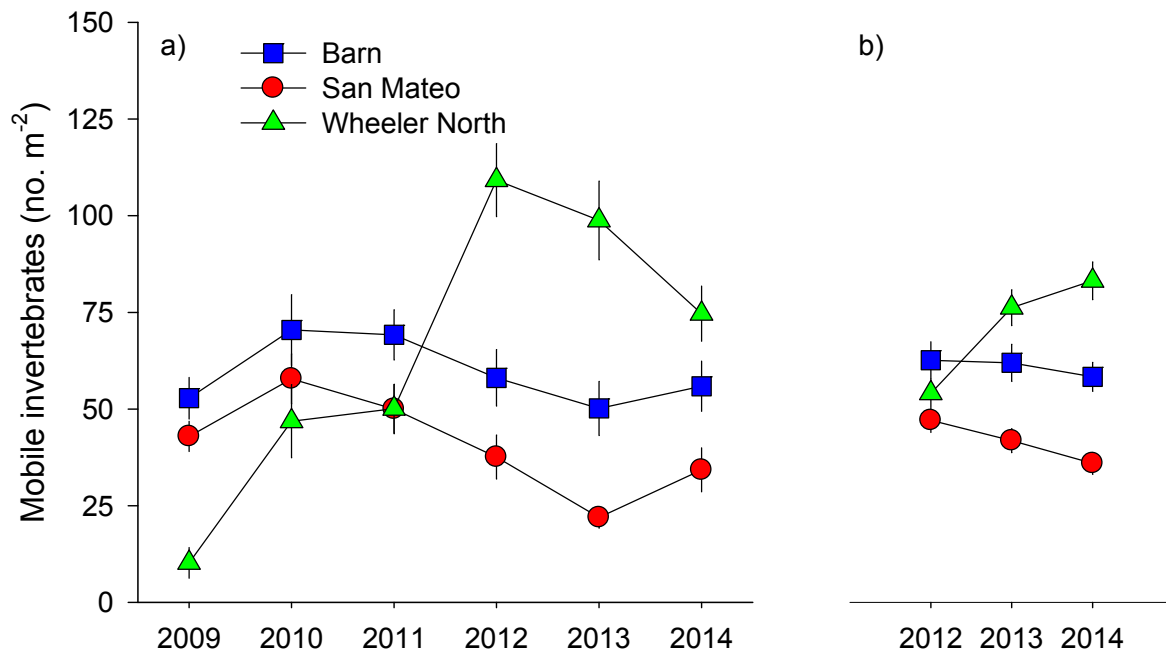 Mobile invertebrates (no. m⁻²)
150
125
100
75
50
25
0
a)
Barn
San Mateo
Wheeler North
2009 2010 2011 2012 2013 2014
b)
2012 2013 2014